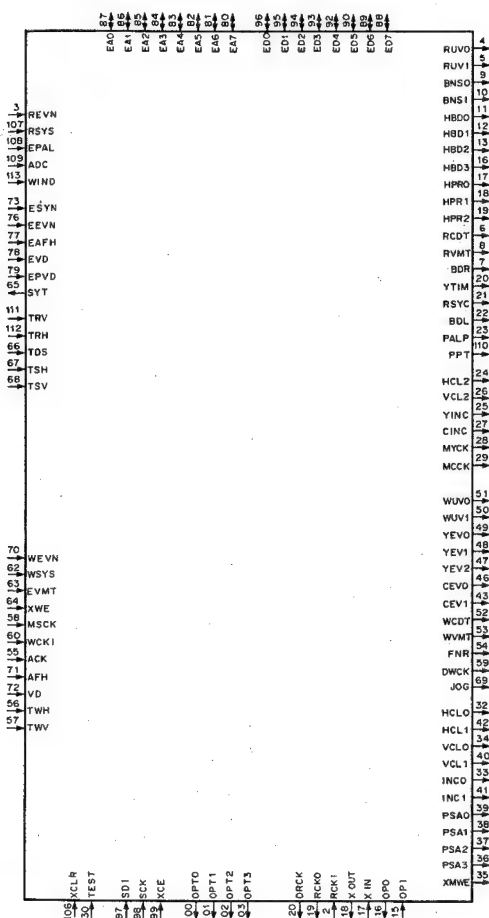 87 86 85 84 83 82 81 80 96 95 94 93 92 90 89 88
EA0 EA1 EA2 EA3 EA4 EA5 EA6 EA7 ED0 ED1 ED2 ED3 ED4 ED5 ED6 ED7
3 REVN
107 RSYS
108 EPAL
109 ADC
113 WIND
73 ESYN
76 EEVN
77 EAFH
78 EVD
79 EPVD
65 SYT
111 TRV
112 TRH
66 TDS
67 TSH
68 TSV
70 WEVN
62 WSYS
63 EVMT
64 XWE
58 MSCK
60 WCKI
55 ACK
71 AFH
72 VD
56 TWH
57 TWV
RUV0 4
RUV1 5
BNS0 9
BNS1 10
HBD0 11
HBD1 12
HBD2 13
HBD3 16
HPR0 17
HPR1 18
HPR2 19
RCDT 6
RVMT 8
BDR 7
YTIM 20
RSYC 21
BDL 22
PALP 23
PPT 110
HCL2 24
VCL2 26
YINC 25
CINC 27
MYCK 28
MCCK 29
WUV0 51
WUV1 50
YEV0 49
YEV1 48
YEV2 47
CEV0 46
CEV1 43
WCDT 52
WVMT 53
FNR 54
DWCK 59
JOG 69
HCL0 32
HCL1 42
VCL0 34
VCL1 40
INC0 33
INC1 41
PSA0 39
PSA1 38
PSA2 37
PSA3 36
XMWE 35
XCLR TEST SDI SCK XCE OPT0 OPT1 OPT2 OPT3 DRCK RCK0 RCK1 X OUT X IN OP0 OP1